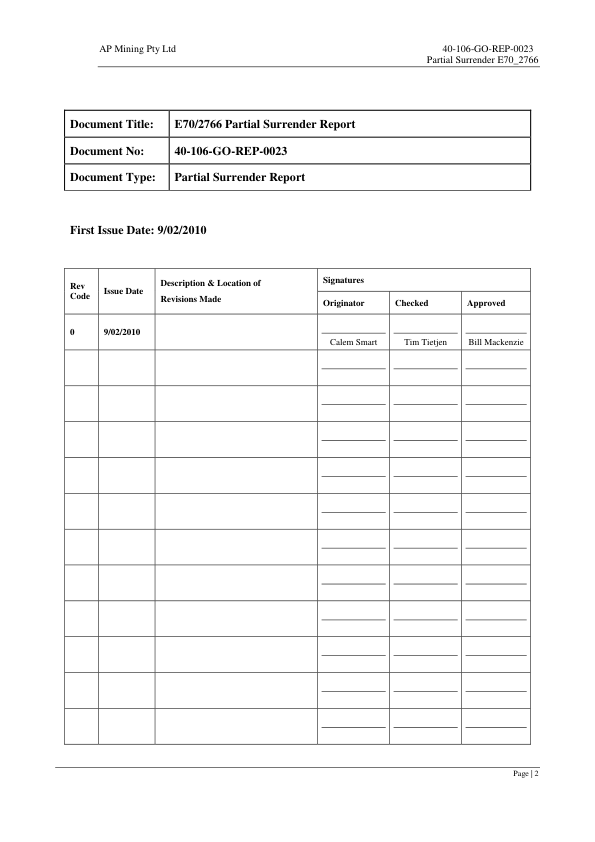 AP Mining Pty Ltd 40-106-GO-REP-0023
Partial Surrender E70_2766
Document Title: E70/2766 Partial Surrender Report
Document No: 40-106-GO-REP-0023
Document Type: Partial Surrender Report
First Issue Date: 9/02/2010
Rev Code Issue Date Description & Location of Revisions Made Signatures
Originator Checked Approved
0 9/02/2010
Calem Smart Tim Tietjen Bill Mackenzie
Page | 2